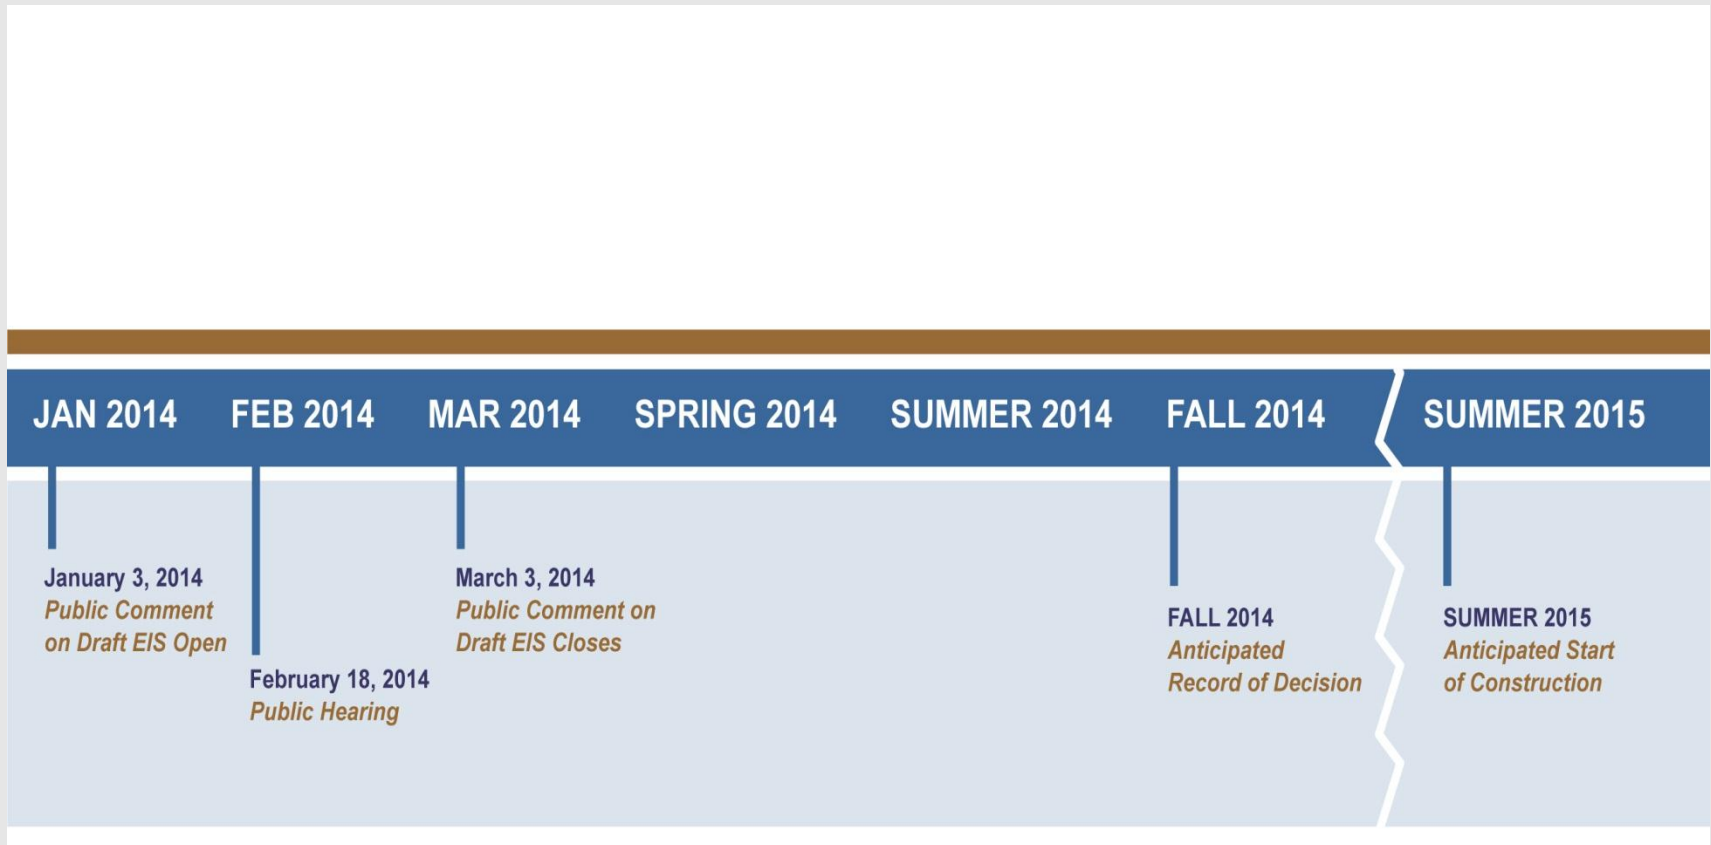 JAN 2014
FEB 2014
MAR 2014
SPRING 2014
SUMMER 2014
FALL 2014
SUMMER 2015
January 3, 2014
Public Comment
on Draft EIS Open
February 18, 2014
Public Hearing
March 3, 2014
Public Comment on
Draft EIS Closes
FALL 2014
Anticipated
Record of Decision
SUMMER 2015
Anticipated Start
of Construction